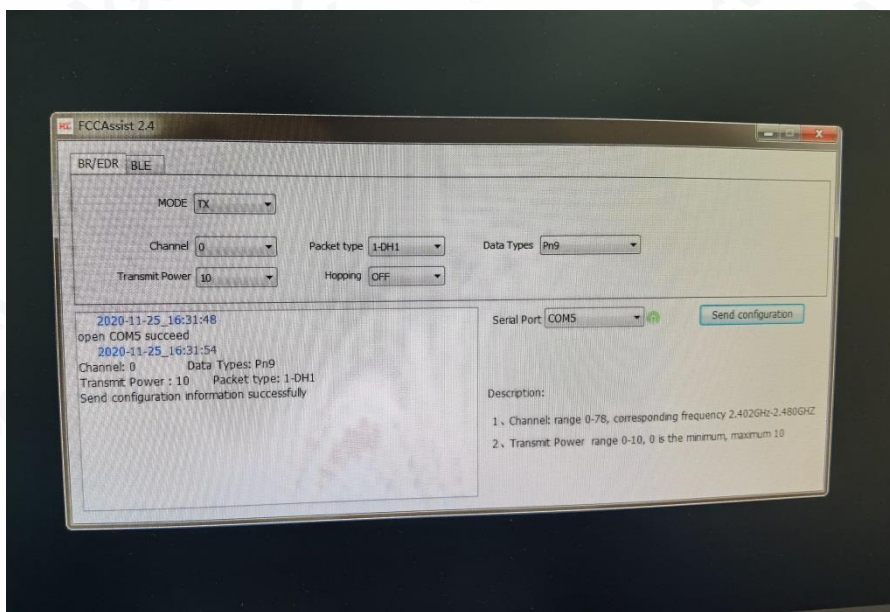 FCCAssist 2.4
BR/EDR BLE
MODE TX
Channel 0 Packet type 1-DH1 Data Types Pn9
Transmit Power 10 Hopping OFF
2020-11-25_16:31:48
open COM5 succeed
2020-11-25_16:31:54
Channel: 0 Data Types: Pn9
Transmit Power : 10 Packet type: 1-DH1
Send configuration information successfully
Serial Port COM5 Send configuration
Description:
1、Channel: range 0-78, corresponding frequency 2.402GHz-2.480GHZ
2、Transmit Power range 0-10, 0 is the minimum, maximum 10